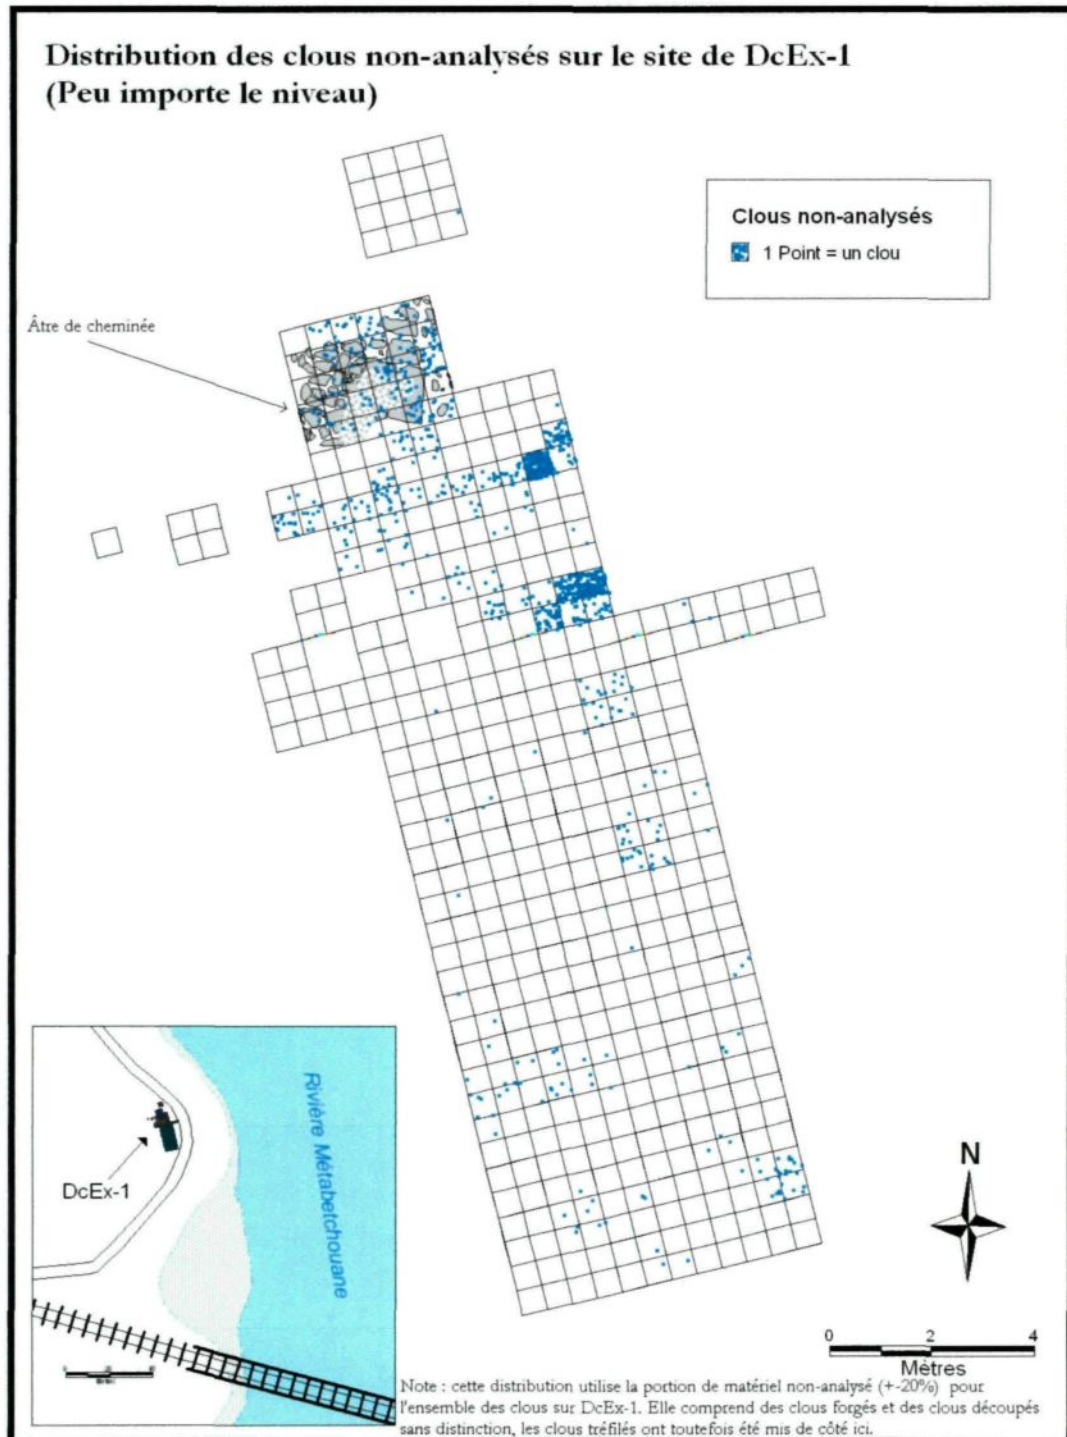 Distribution des clous non-analysés sur le site de DcEx-1
(Peu importe le niveau)
Clous non-analysés
1 Point = un clou
Âtre de cheminée
Rivière Métabetchouane
DcEx-1
N
0 2 4
Mètres
Note : cette distribution utilise la portion de matériel non-analysé (+-20%) pour
l'ensemble des clous sur DcEx-1. Elle comprend des clous forgés et des clous découpés
sans distinction, les clous tréfilés ont toutefois été mis de côté ici.